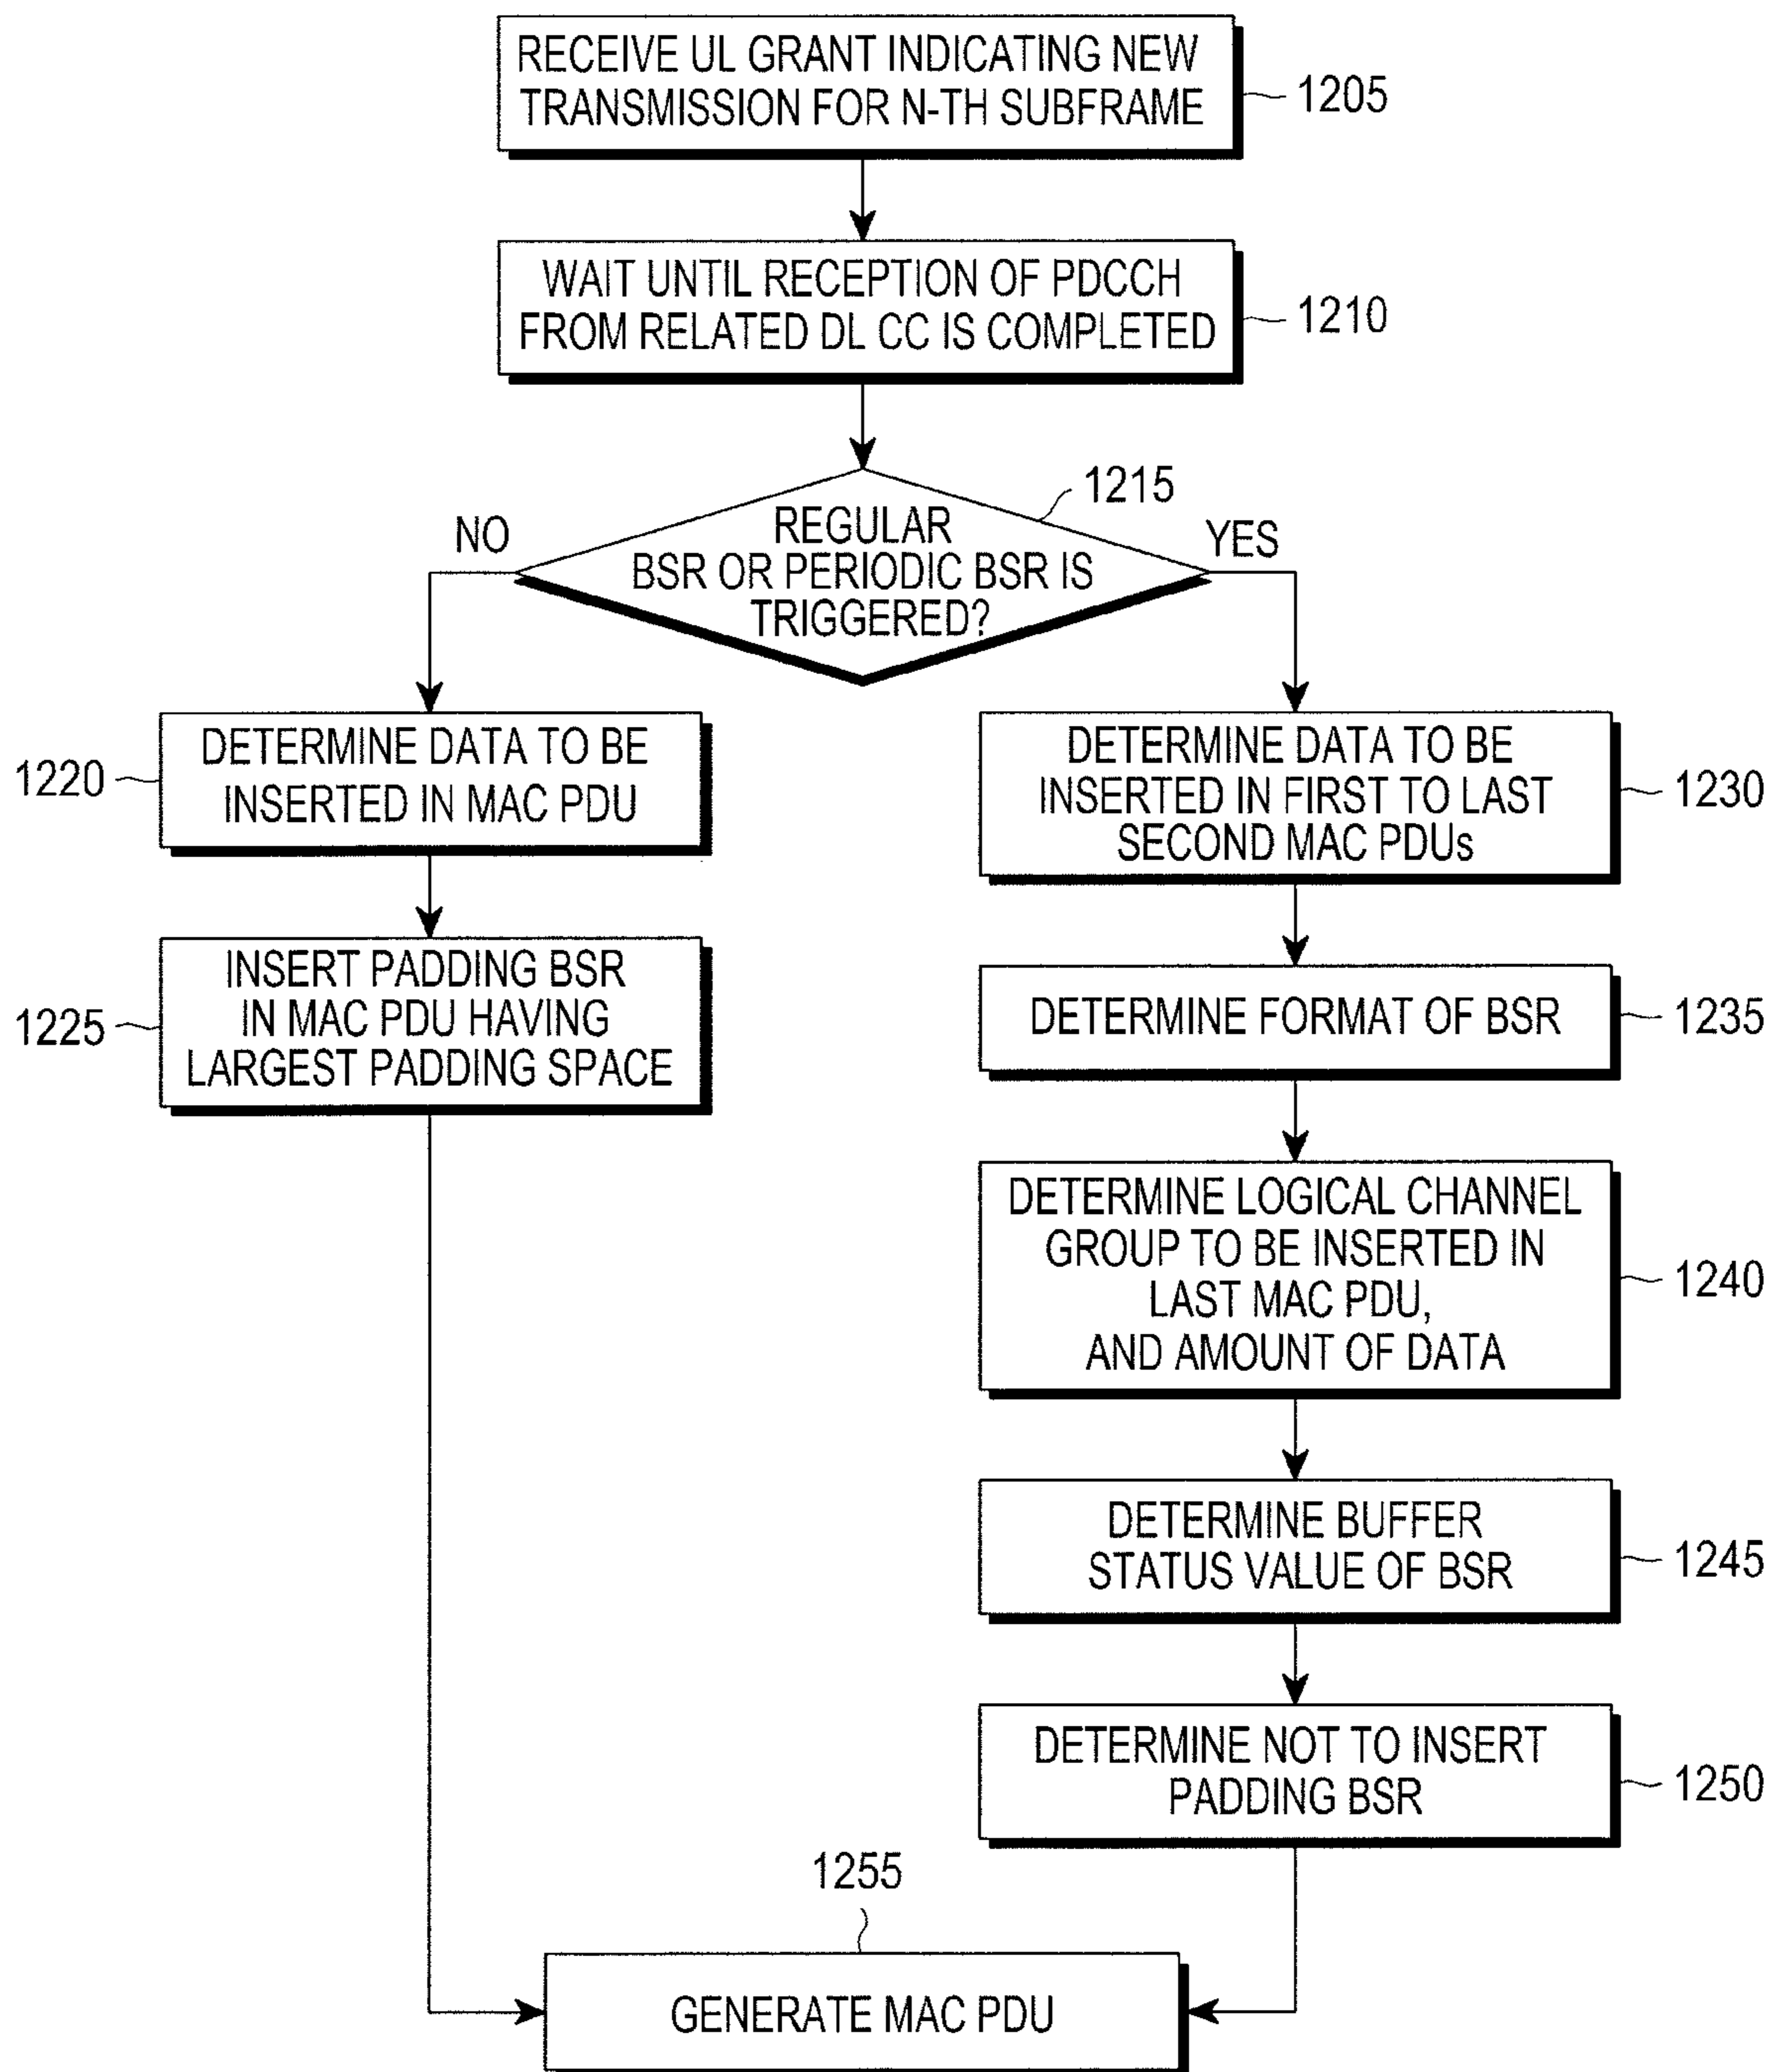 RECEIVE UL GRANT INDICATING NEW
TRANSMISSION FOR N-TH SUBFRAME
1205
WAIT UNTIL RECEPTION OF PDCCH
FROM RELATED DL CC IS COMPLETED
1210
1215
NO
REGULAR
BSR OR PERIODIC BSR IS
TRIGGERED?
YES
1220
DETERMINE DATA TO BE
INSERTED IN MAC PDU
1225
INSERT PADDING BSR
IN MAC PDU HAVING
LARGEST PADDING SPACE
DETERMINE DATA TO BE
INSERTED IN FIRST TO LAST
SECOND MAC PDUs
1230
DETERMINE FORMAT OF BSR
1235
DETERMINE LOGICAL CHANNEL
GROUP TO BE INSERTED IN
LAST MAC PDU,
AND AMOUNT OF DATA
1240
DETERMINE BUFFER
STATUS VALUE OF BSR
1245
DETERMINE NOT TO INSERT
PADDING BSR
1250
1255
GENERATE MAC PDU